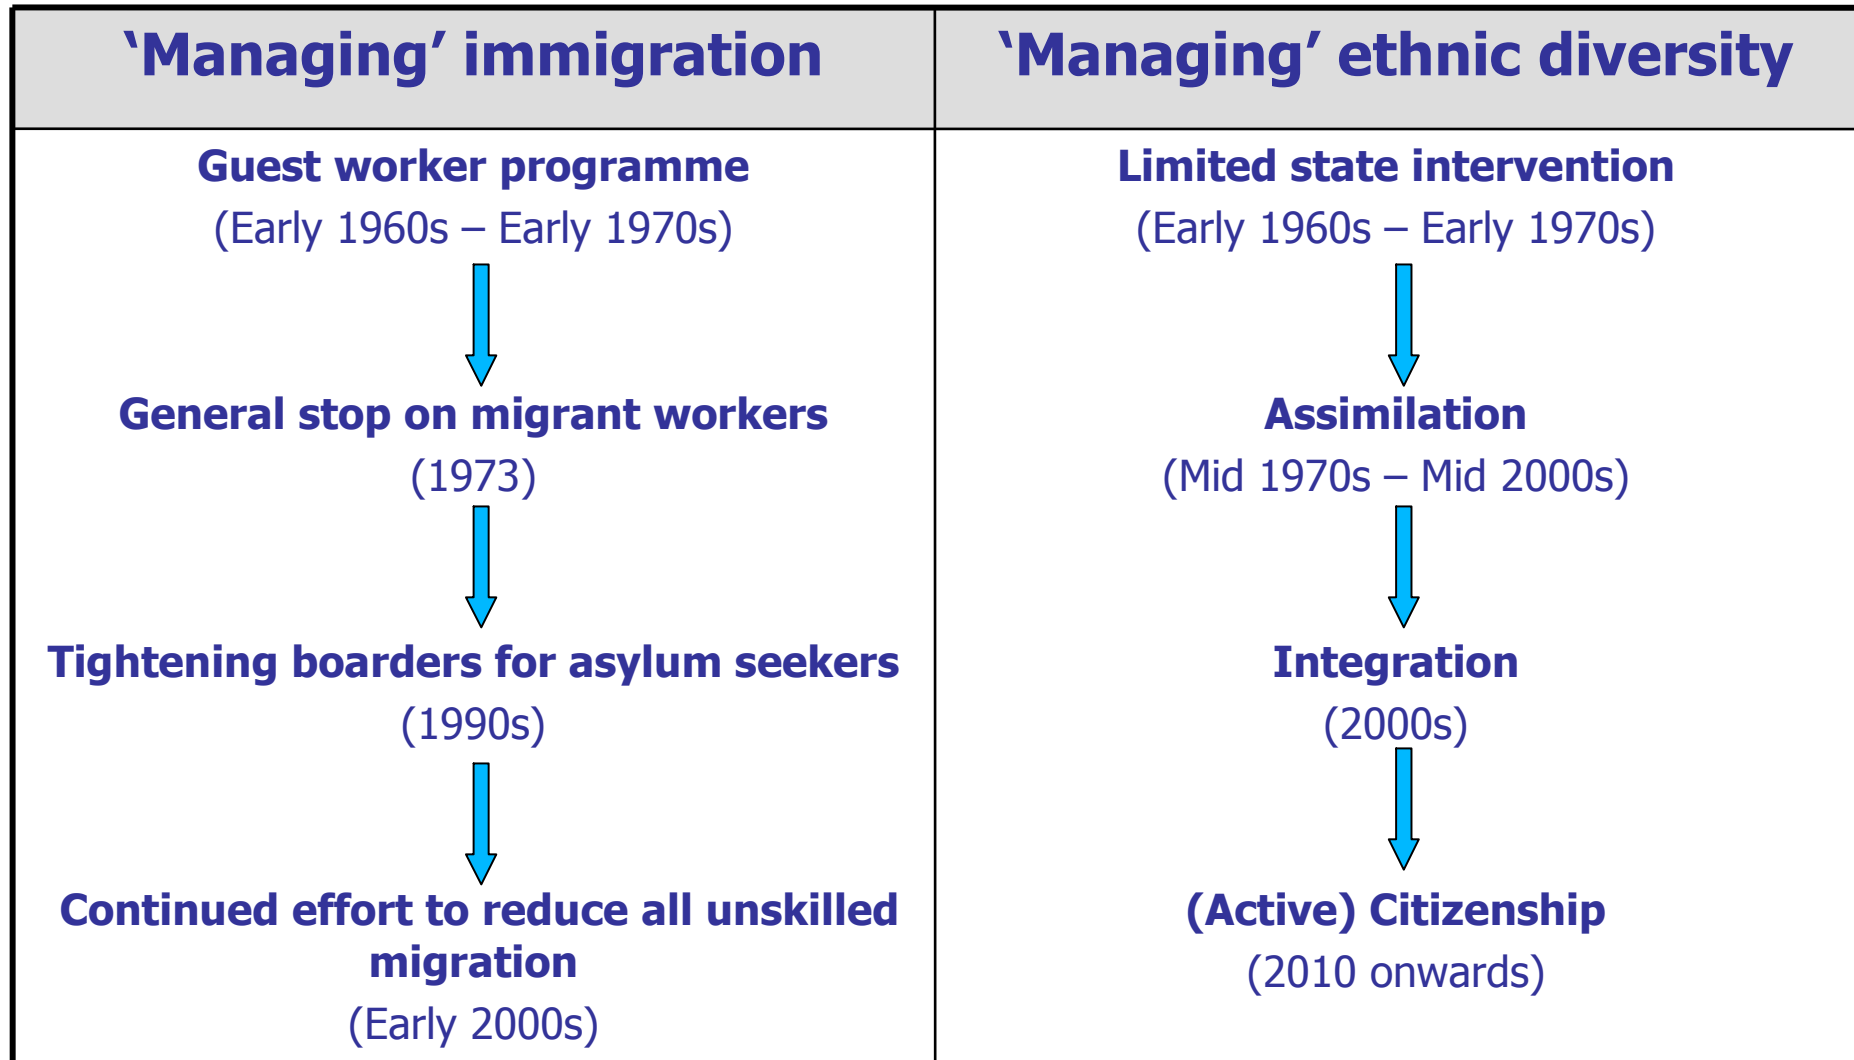 ‘Managing’ immigration
Guest worker programme
(Early 1960s – Early 1970s)
General stop on migrant workers
(1973)
Tightening boarders for asylum seekers
(1990s)
Continued effort to reduce all unskilled
migration
(Early 2000s)
‘Managing’ ethnic diversity
Limited state intervention
(Early 1960s – Early 1970s)
Assimilation
(Mid 1970s – Mid 2000s)
Integration
(2000s)
(Active) Citizenship
(2010 onwards)